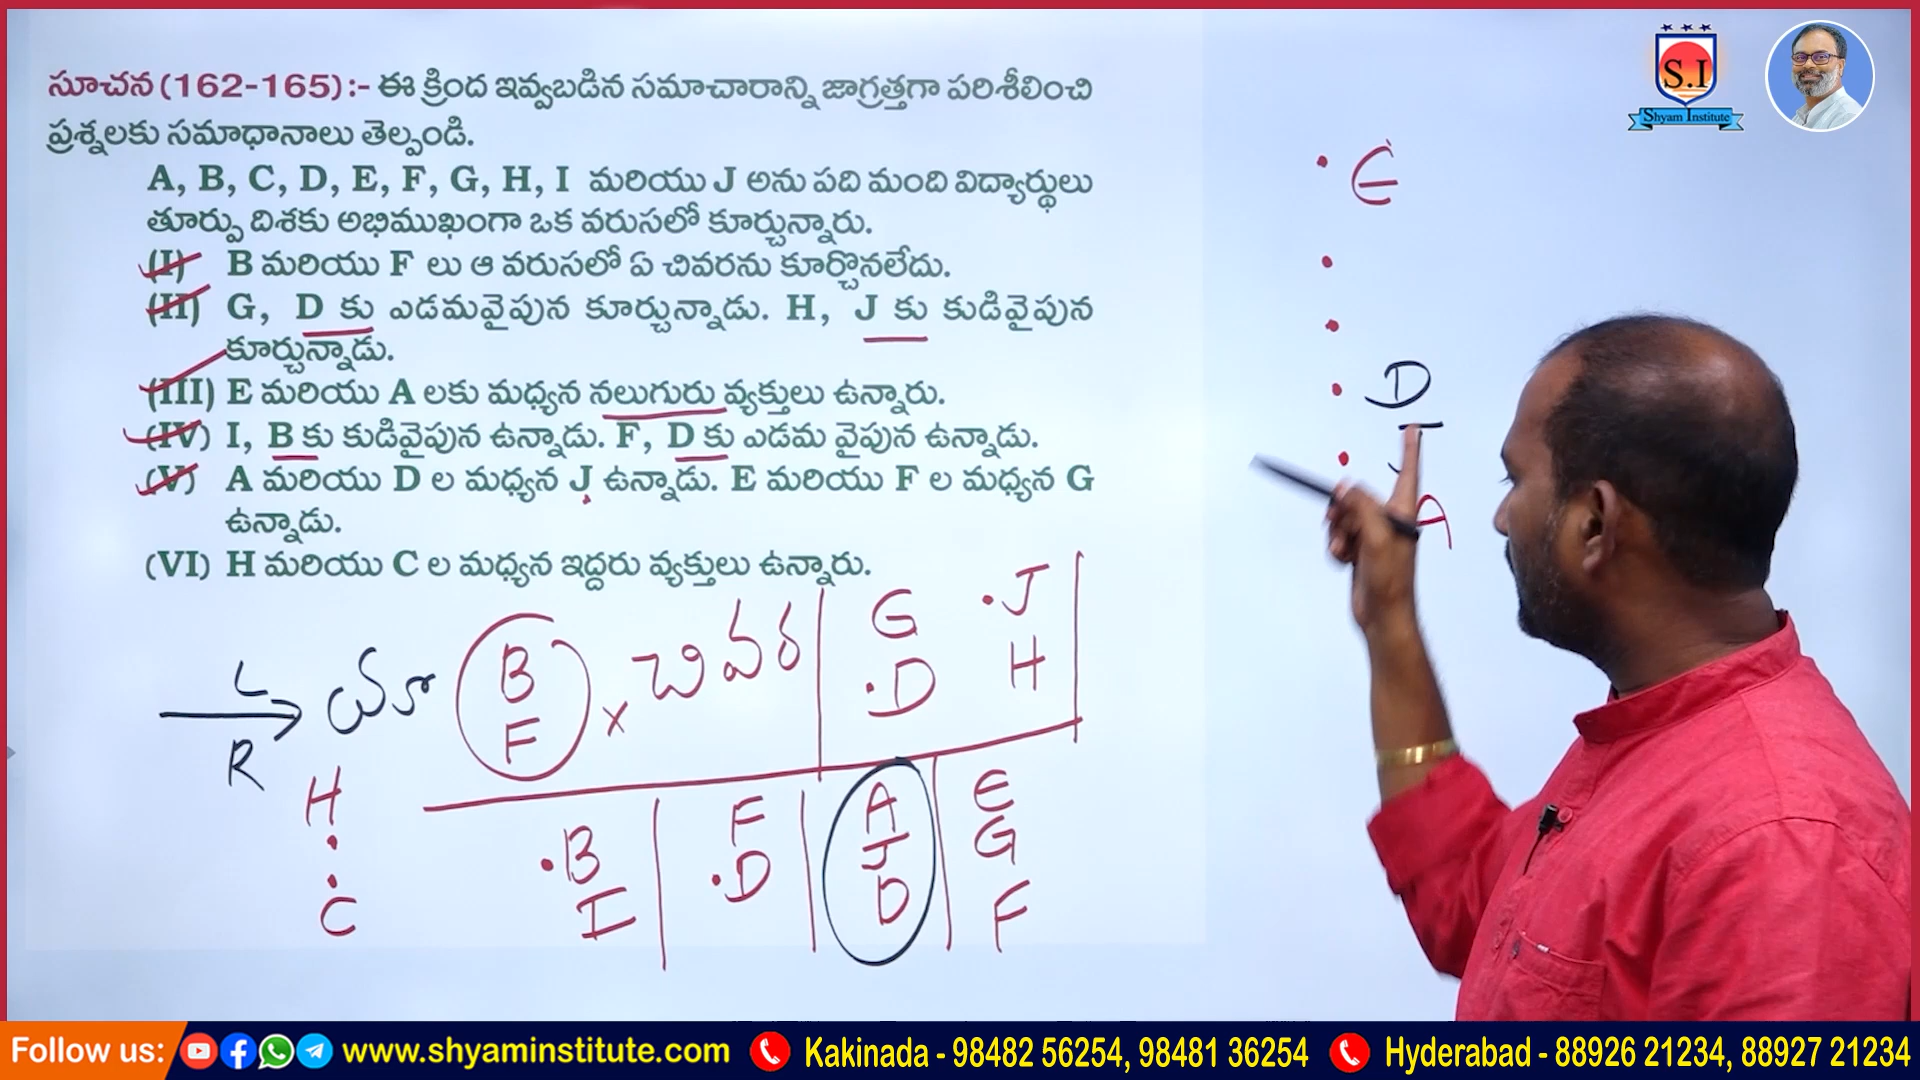 సూచన (162-165) :- ఈ క్రింద ఇవ్వబడిన సమాచారాన్ని జాగ్రత్తగా పరిశీలించి
ప్రశ్నలకు సమాధానాలు తెల్పండి.
A, B, C, D, E, F, G, H, I మరియు J అను పది మంది విద్యార్థులు
తూర్పు దిశకు అభిముఖంగా ఒక వరుసలో కూర్చున్నారు.
(I) B మరియు F లు ఆ వరుసలో ఏ చివరను కూర్చొనలేదు.
(II) G, D కు ఎడమవైపున కూర్చున్నాడు. H, J కు కుడివైపున
కూర్చున్నాడు.
(III) E మరియు A లకు మధ్యన నలుగురు వ్యక్తులు ఉన్నారు.
(IV) I, B కు కుడివైపున ఉన్నాడు. F, D కు ఎడమ వైపున ఉన్నాడు.
(V) A మరియు D ల మధ్యన J ఉన్నాడు. E మరియు F ల మధ్యన G
ఉన్నాడు.
(VI) H మరియు C ల మధ్యన ఇద్దరు వ్యక్తులు ఉన్నారు.
L
R
B
F
x చివర
G
.D
.J
H
H
.
.
C
.B
I
F
.D
A
J
D
E
G
F
. E
.
.
. D
.
A
S.I
Shyam Institute
Follow us: www.shyaminstitute.com Kakinada - 98482 56254, 98481 36254 Hyderabad - 88926 21234, 88927 21234